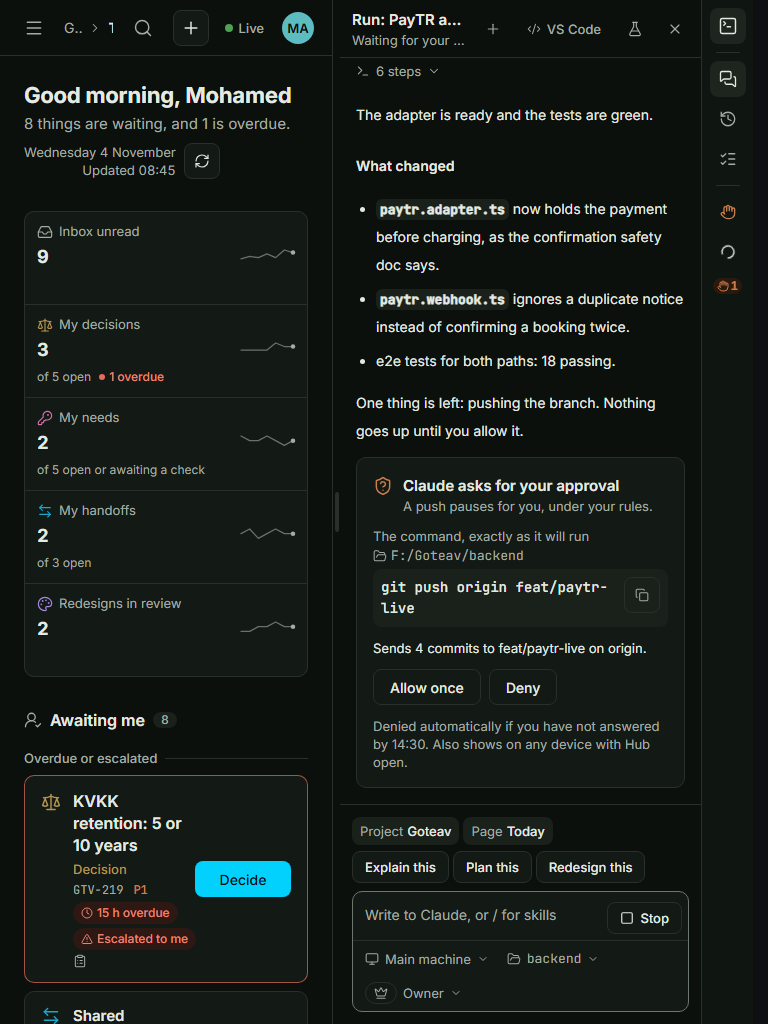 G.. > T
Live
MA
Good morning, Mohamed
8 things are waiting, and 1 is overdue.
Wednesday 4 November
Updated 08:45
Inbox unread
9
My decisions
3
of 5 open
1 overdue
My needs
2
of 5 open or awaiting a check
My handoffs
2
of 3 open
Redesigns in review
2
Awaiting me 8
Overdue or escalated
KVKK
retention: 5 or
10 years
Decision
GTV-219 P1
15 h overdue
Escalated to me
Decide
Shared
Run: PayTR a...
Waiting for your ...
VS Code
6 steps
The adapter is ready and the tests are green.
What changed
• paytr.adapter.ts now holds the payment
before charging, as the confirmation safety
doc says.
• paytr.webhook.ts ignores a duplicate notice
instead of confirming a booking twice.
• e2e tests for both paths: 18 passing.
One thing is left: pushing the branch. Nothing
goes up until you allow it.
Claude asks for your approval
A push pauses for you, under your rules.
The command, exactly as it will run
F:/Goteav/backend
git push origin feat/paytr-
live
Sends 4 commits to feat/paytr-live on origin.
Allow once
Deny
Denied automatically if you have not answered
by 14:30. Also shows on any device with Hub
open.
Project Goteav
Page Today
Explain this
Plan this
Redesign this
Write to Claude, or / for skills
Stop
Main machine
backend
Owner
1